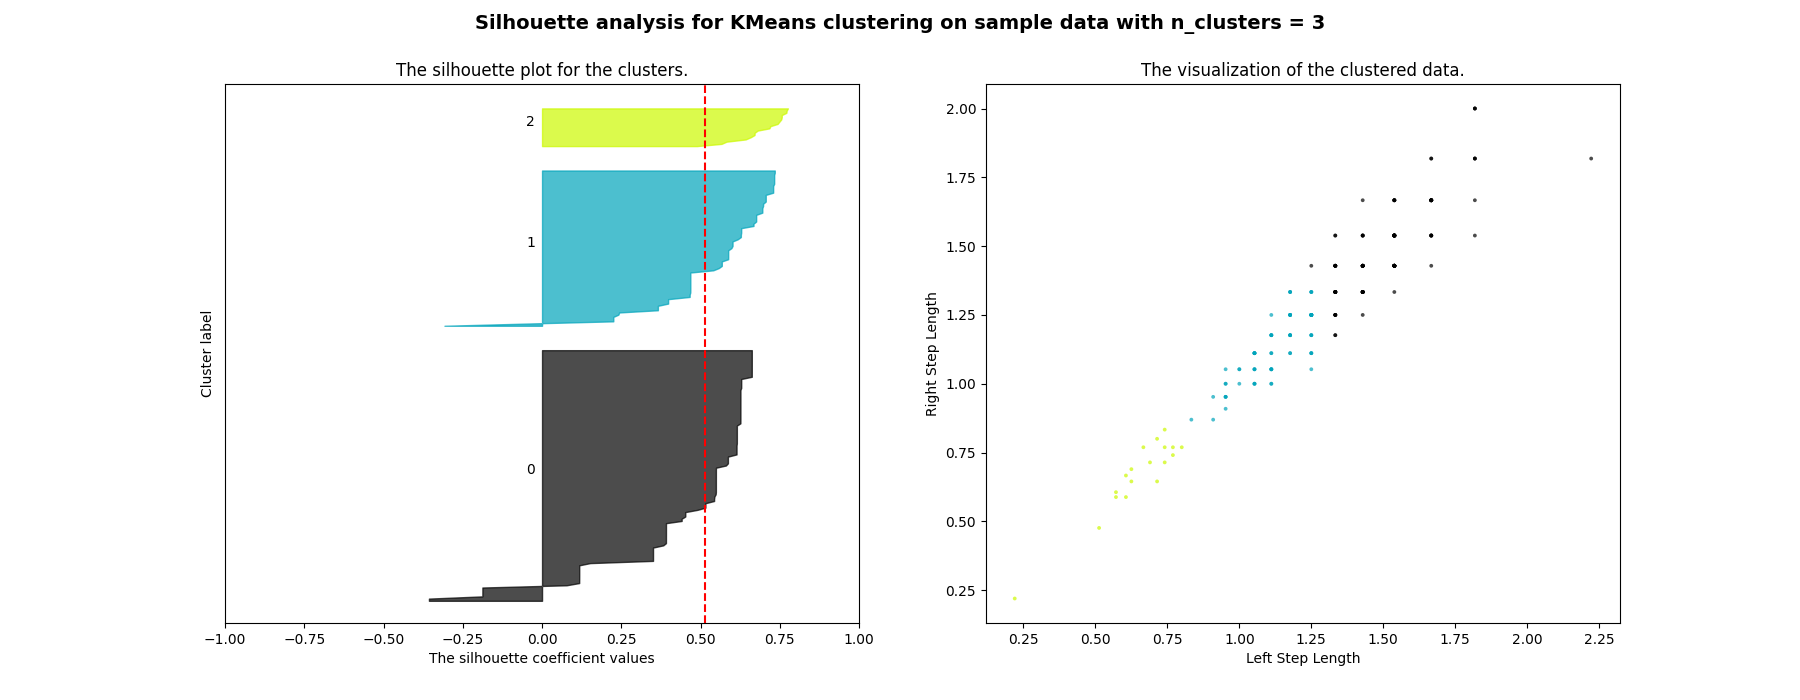 Silhouette analysis for KMeans clustering on sample data with n_clusters = 3
The silhouette plot for the clusters.
Cluster label
2
1
0
−1.00 −0.75 −0.50 −0.25 0.00 0.25 0.50 0.75 1.00
The silhouette coefficient values
The visualization of the clustered data.
Right Step Length
2.00
1.75
1.50
1.25
1.00
0.75
0.50
0.25
0.25 0.50 0.75 1.00 1.25 1.50 1.75 2.00 2.25
Left Step Length